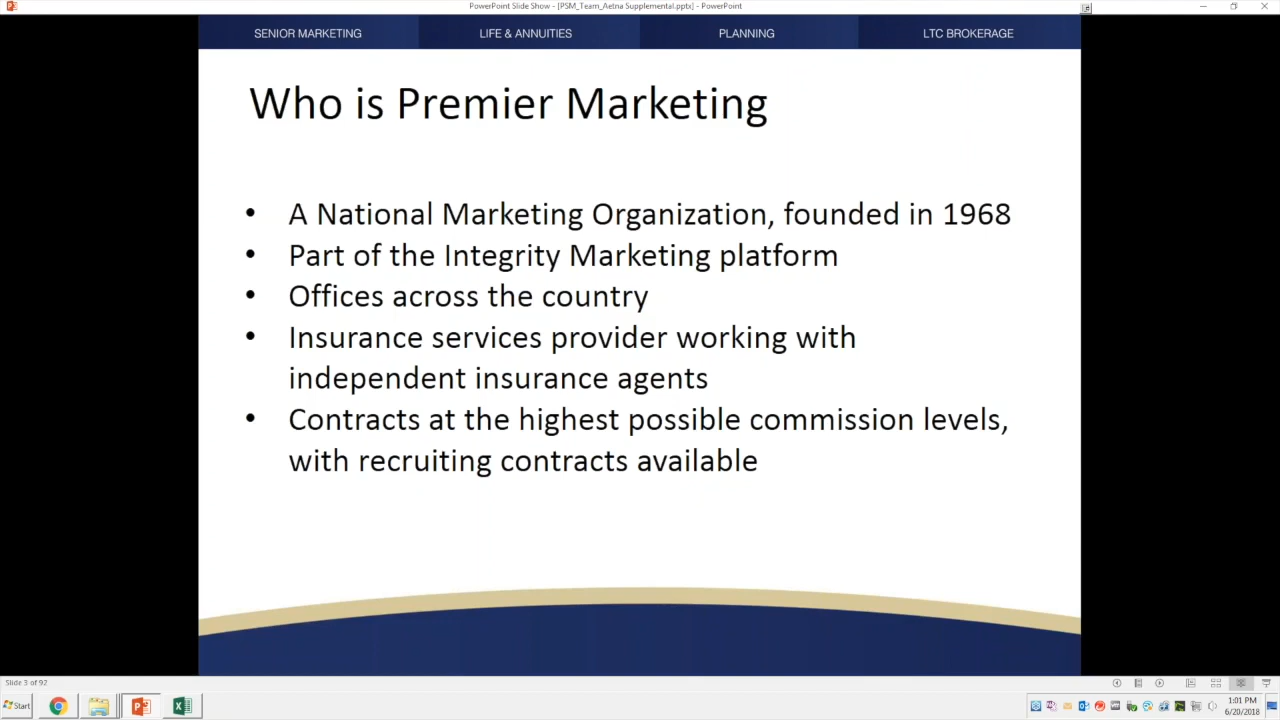 PowerPoint Slide Show - [PSM_Team_Aetna Supplemental.pptx] - PowerPoint
SENIOR MARKETING
LIFE & ANNUITIES
PLANNING
LTC BROKERAGE
Who is Premier Marketing
• A National Marketing Organization, founded in 1968
• Part of the Integrity Marketing platform
• Offices across the country
• Insurance services provider working with
independent insurance agents
• Contracts at the highest possible commission levels,
with recruiting contracts available
Slide 3 of 92
Start
1:01 PM
6/20/2018